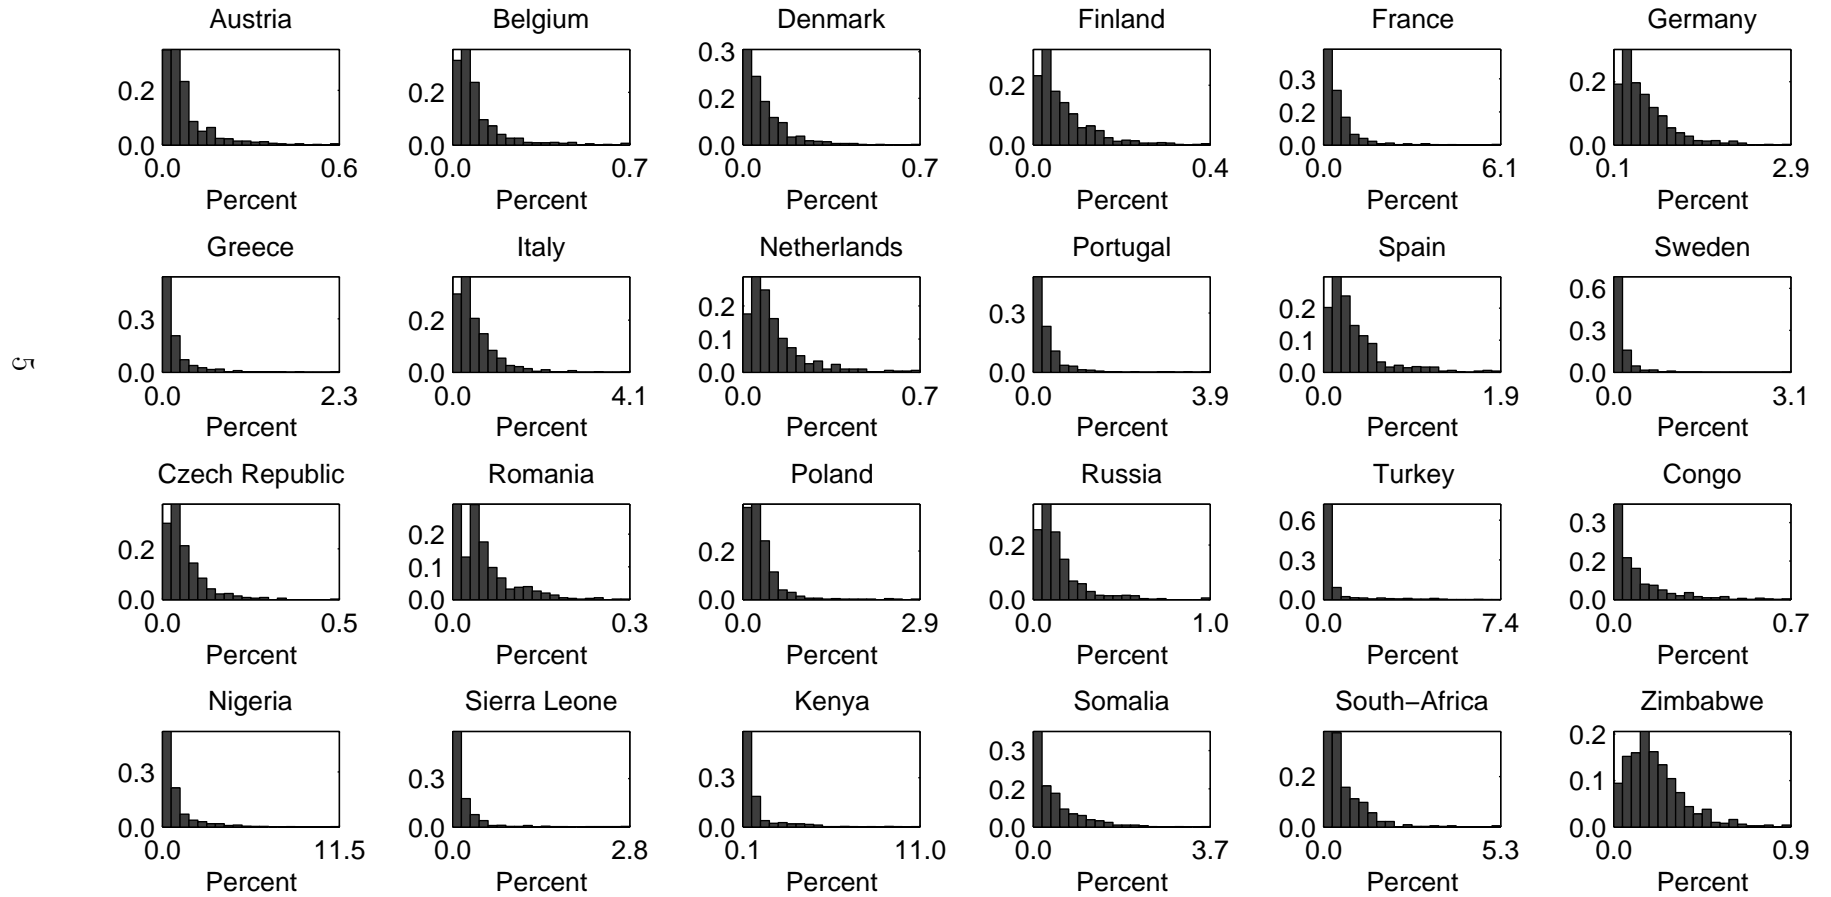 Austria Belgium Denmark Finland France Germany
0.2 0.0 0.2 0.0 0.3 0.2 0.0 0.2 0.0 0.3 0.2 0.0 0.2 0.0
0.0 0.6 0.0 0.7 0.0 0.7 0.0 0.4 0.0 6.1 0.1 2.9
Percent Percent Percent Percent Percent Percent
Greece Italy Netherlands Portugal Spain Sweden
0.3 0.0 0.2 0.0 0.2 0.1 0.0 0.3 0.0 0.2 0.1 0.0 0.6 0.3 0.0
0.0 2.3 0.0 4.1 0.0 0.7 0.0 3.9 0.0 1.9 0.0 3.1
Percent Percent Percent Percent Percent Percent
5
Czech Republic Romania Poland Russia Turkey Congo
0.2 0.0 0.2 0.1 0.0 0.2 0.0 0.2 0.0 0.6 0.3 0.0 0.3 0.2 0.0
0.0 0.5 0.0 0.3 0.0 2.9 0.0 1.0 0.0 7.4 0.0 0.7
Percent Percent Percent Percent Percent Percent
Nigeria Sierra Leone Kenya Somalia South−Africa Zimbabwe
0.3 0.0 0.3 0.0 0.3 0.0 0.3 0.2 0.0 0.2 0.0 0.2 0.1 0.0
0.0 11.5 0.0 2.8 0.1 11.0 0.0 3.7 0.0 5.3 0.0 0.9
Percent Percent Percent Percent Percent Percent